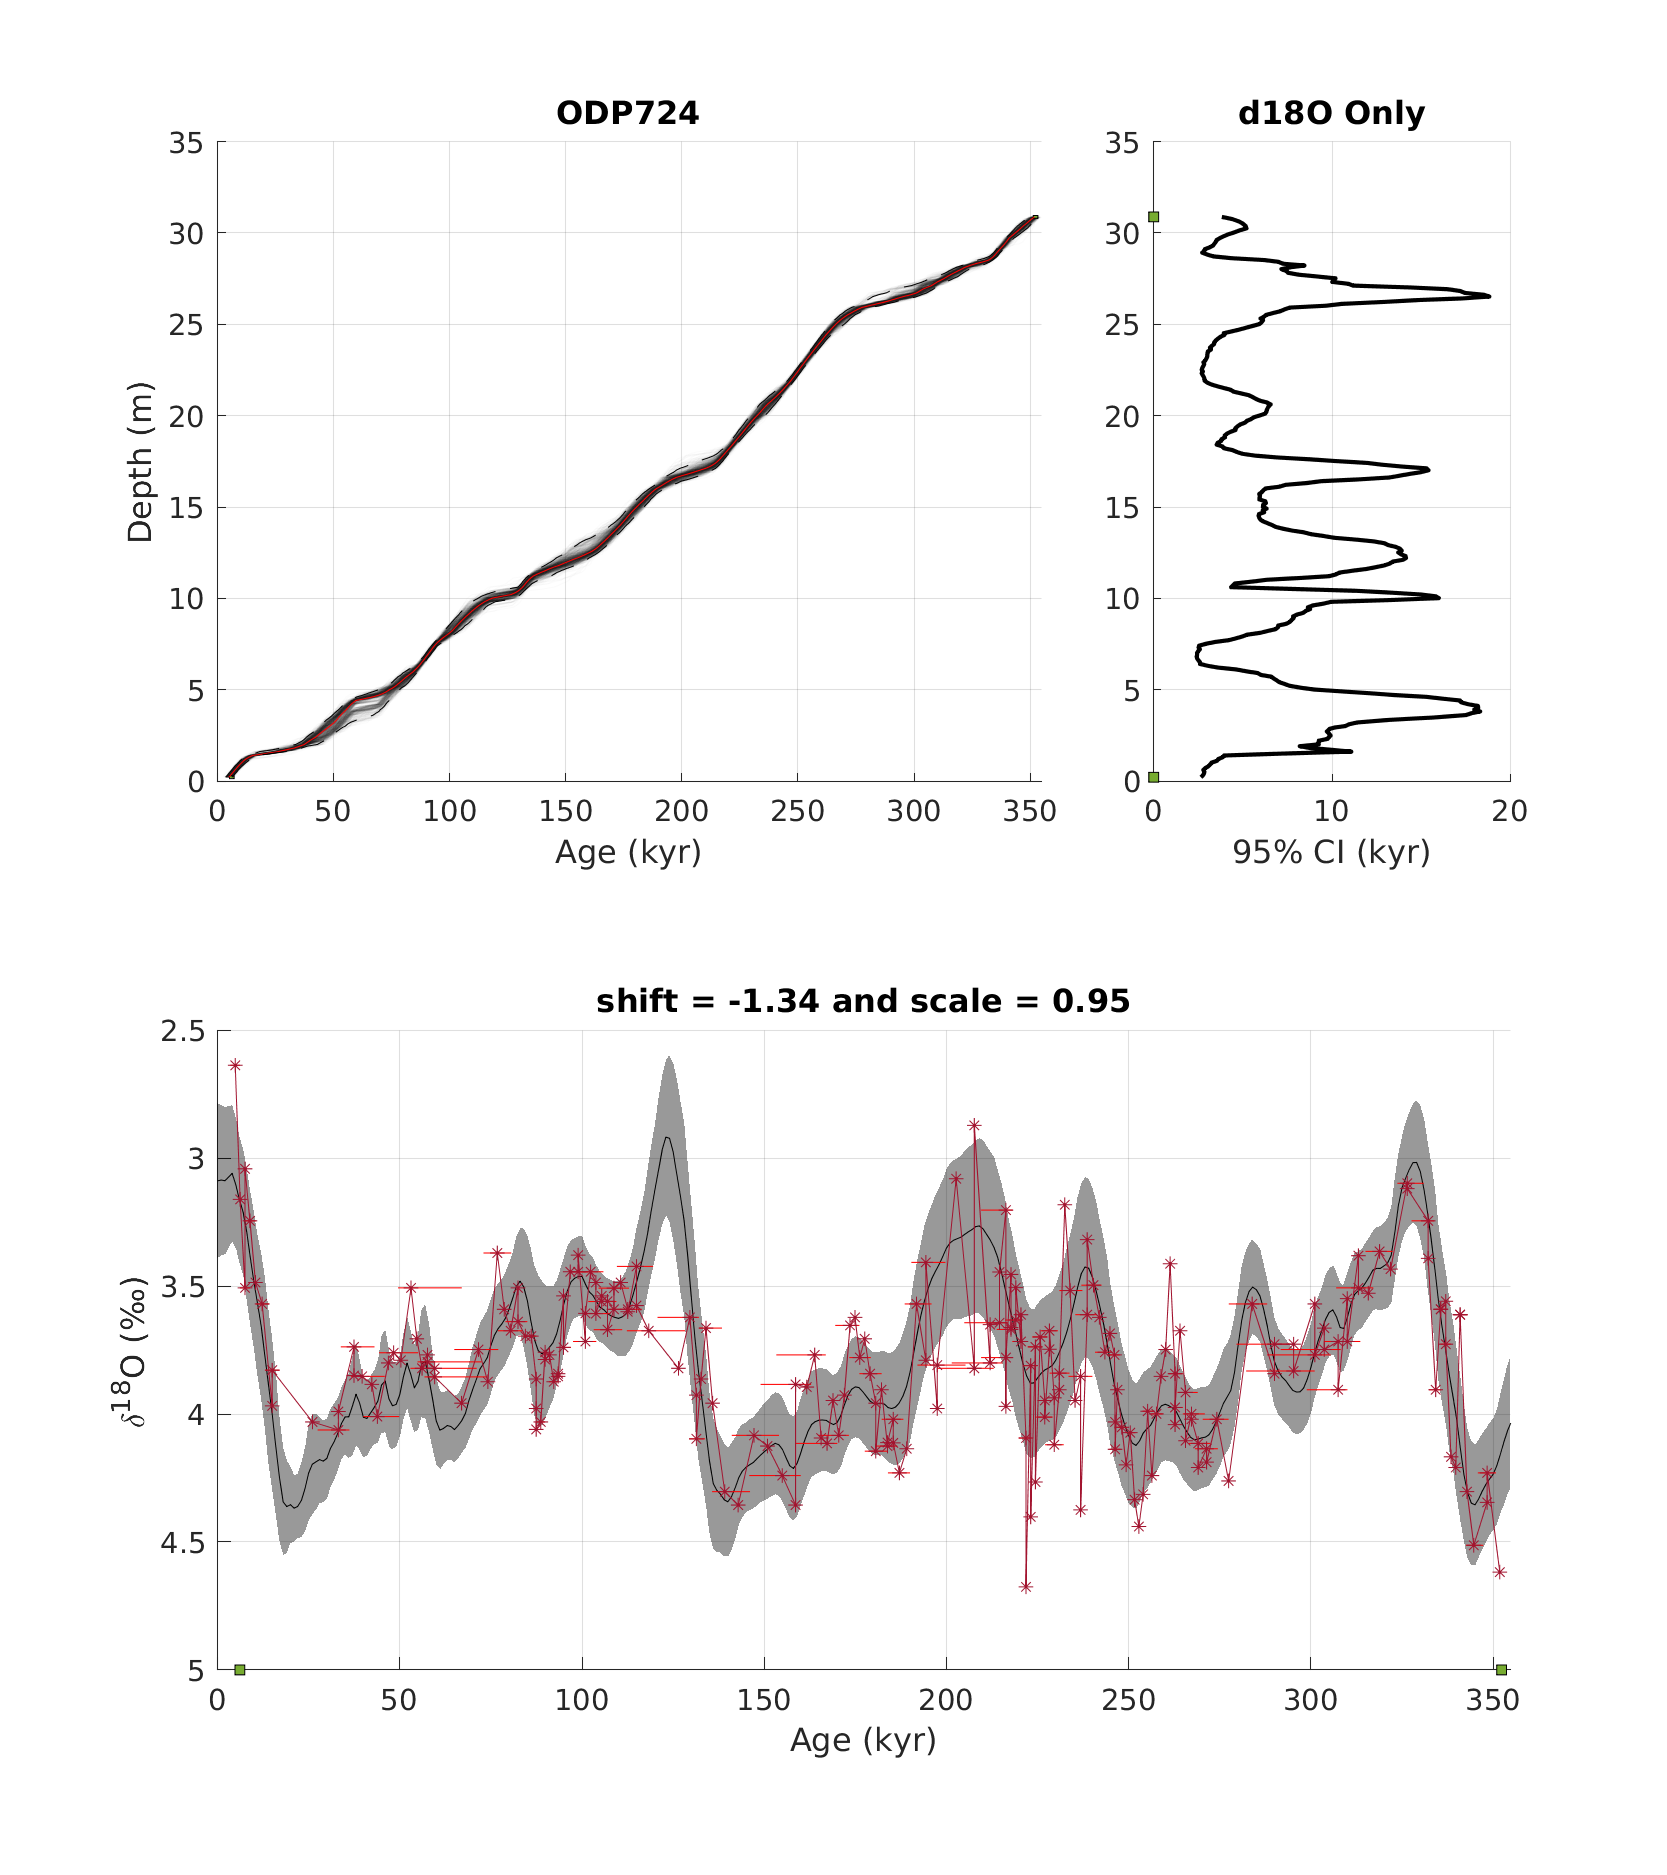 ODP724
35
30
25
20
15
10
5
0
Depth (m)
0 50 100 150 200 250 300 350
Age (kyr)
d18O Only
35
30
25
20
15
10
5
0
0 10 20
95% CI (kyr)
shift = -1.34 and scale = 0.95
2.5
3
3.5
4
4.5
5
δ18O (‰)
0 50 100 150 200 250 300 350
Age (kyr)